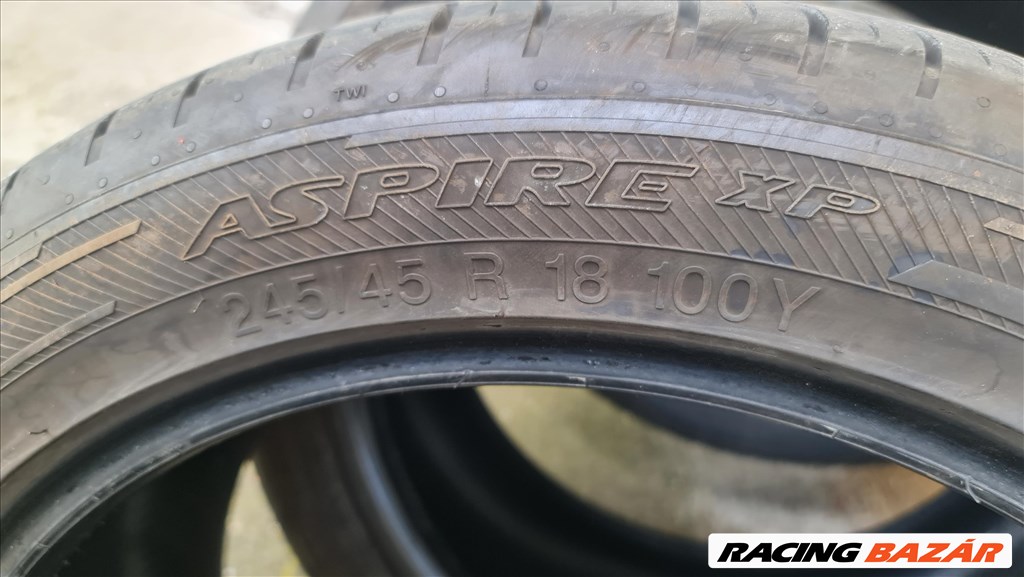 TWI
ASPIRE XP
245/45 R 18 100Y
RACING BAZÁR